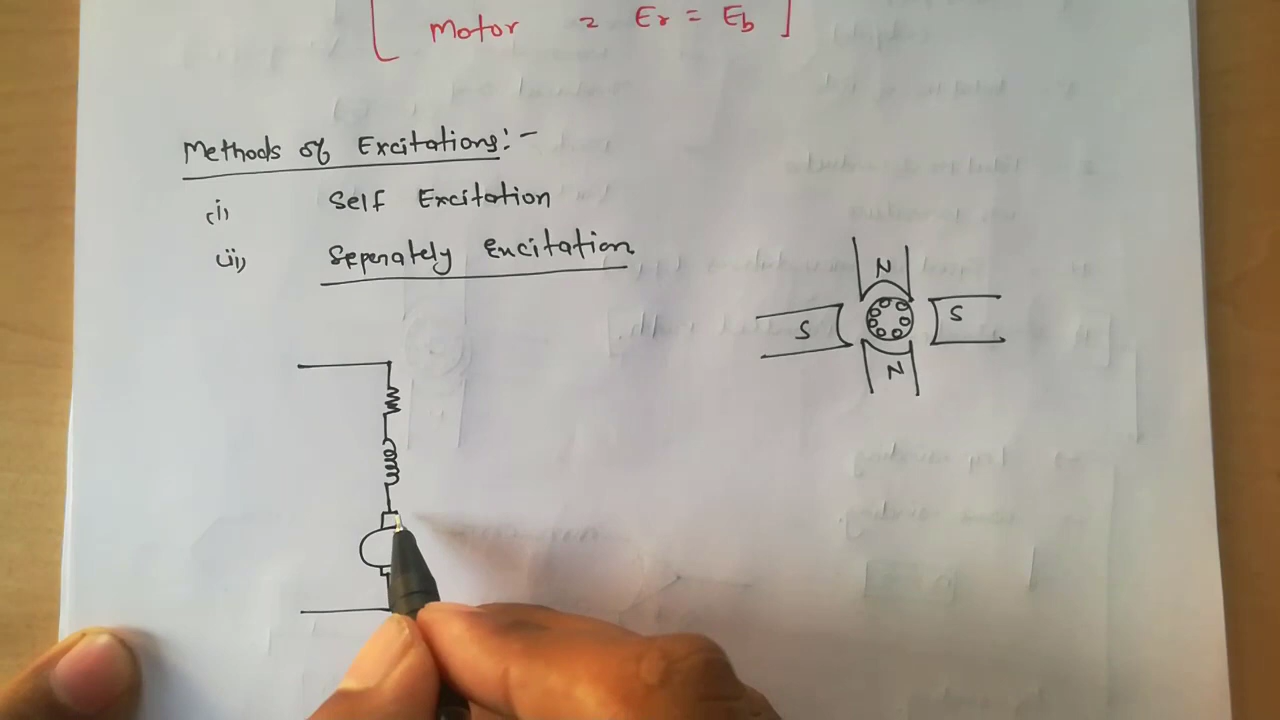 Motor = Er = Eb ]
Methods of Excitations:-
(i) Self Excitation
(ii) Seperately Excitation
N
S S
N